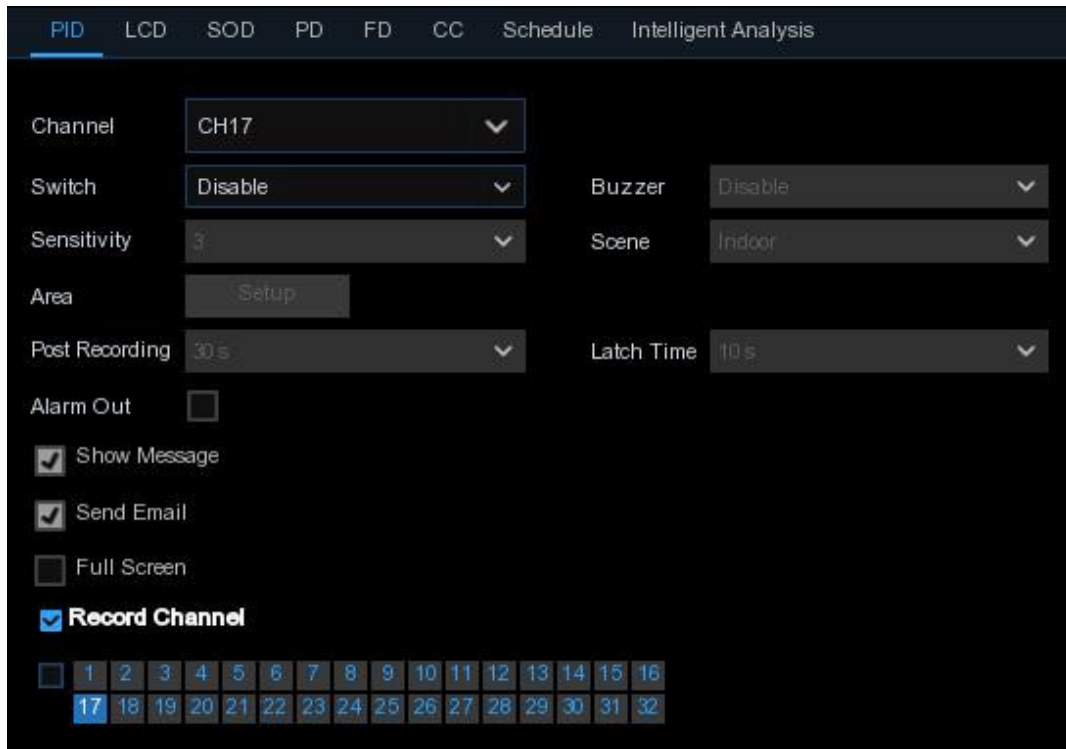 PID LCD SOD PD FD CC Schedule Intelligent Analysis
Channel CH17
Switch Disable Buzzer Disable
Sensitivity 3 Scene Indoor
Area Setup
Post Recording 30 s Latch Time 10 s
Alarm Out
Show Message
Send Email
Full Screen
Record Channel
1 2 3 4 5 6 7 8 9 10 11 12 13 14 15 16
17 18 19 20 21 22 23 24 25 26 27 28 29 30 31 32